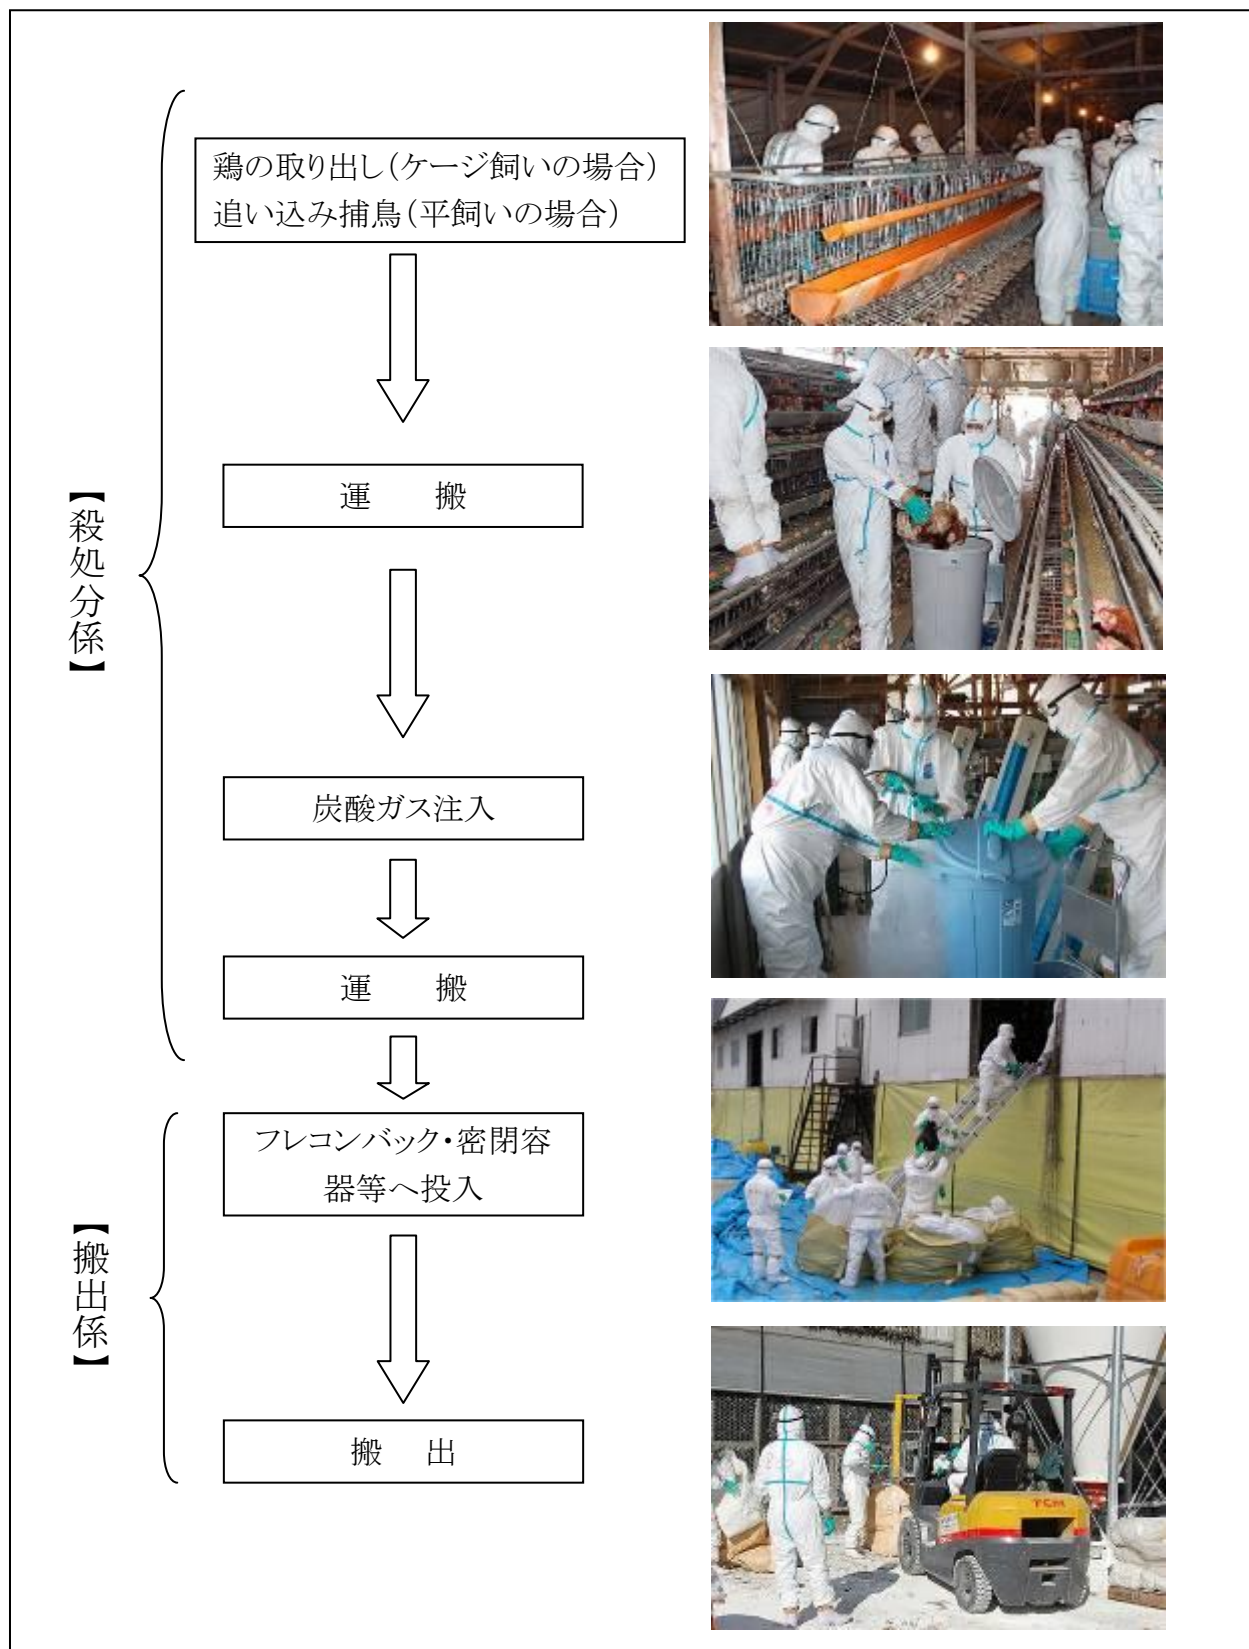 鶏の取り出し(ケージ飼いの場合)
追い込み捕鳥(平飼いの場合)
運　搬
【殺処分係】
炭酸ガス注入
運　搬
フレコンバック・密閉容
器等へ投入
【搬出係】
搬　出
TCM